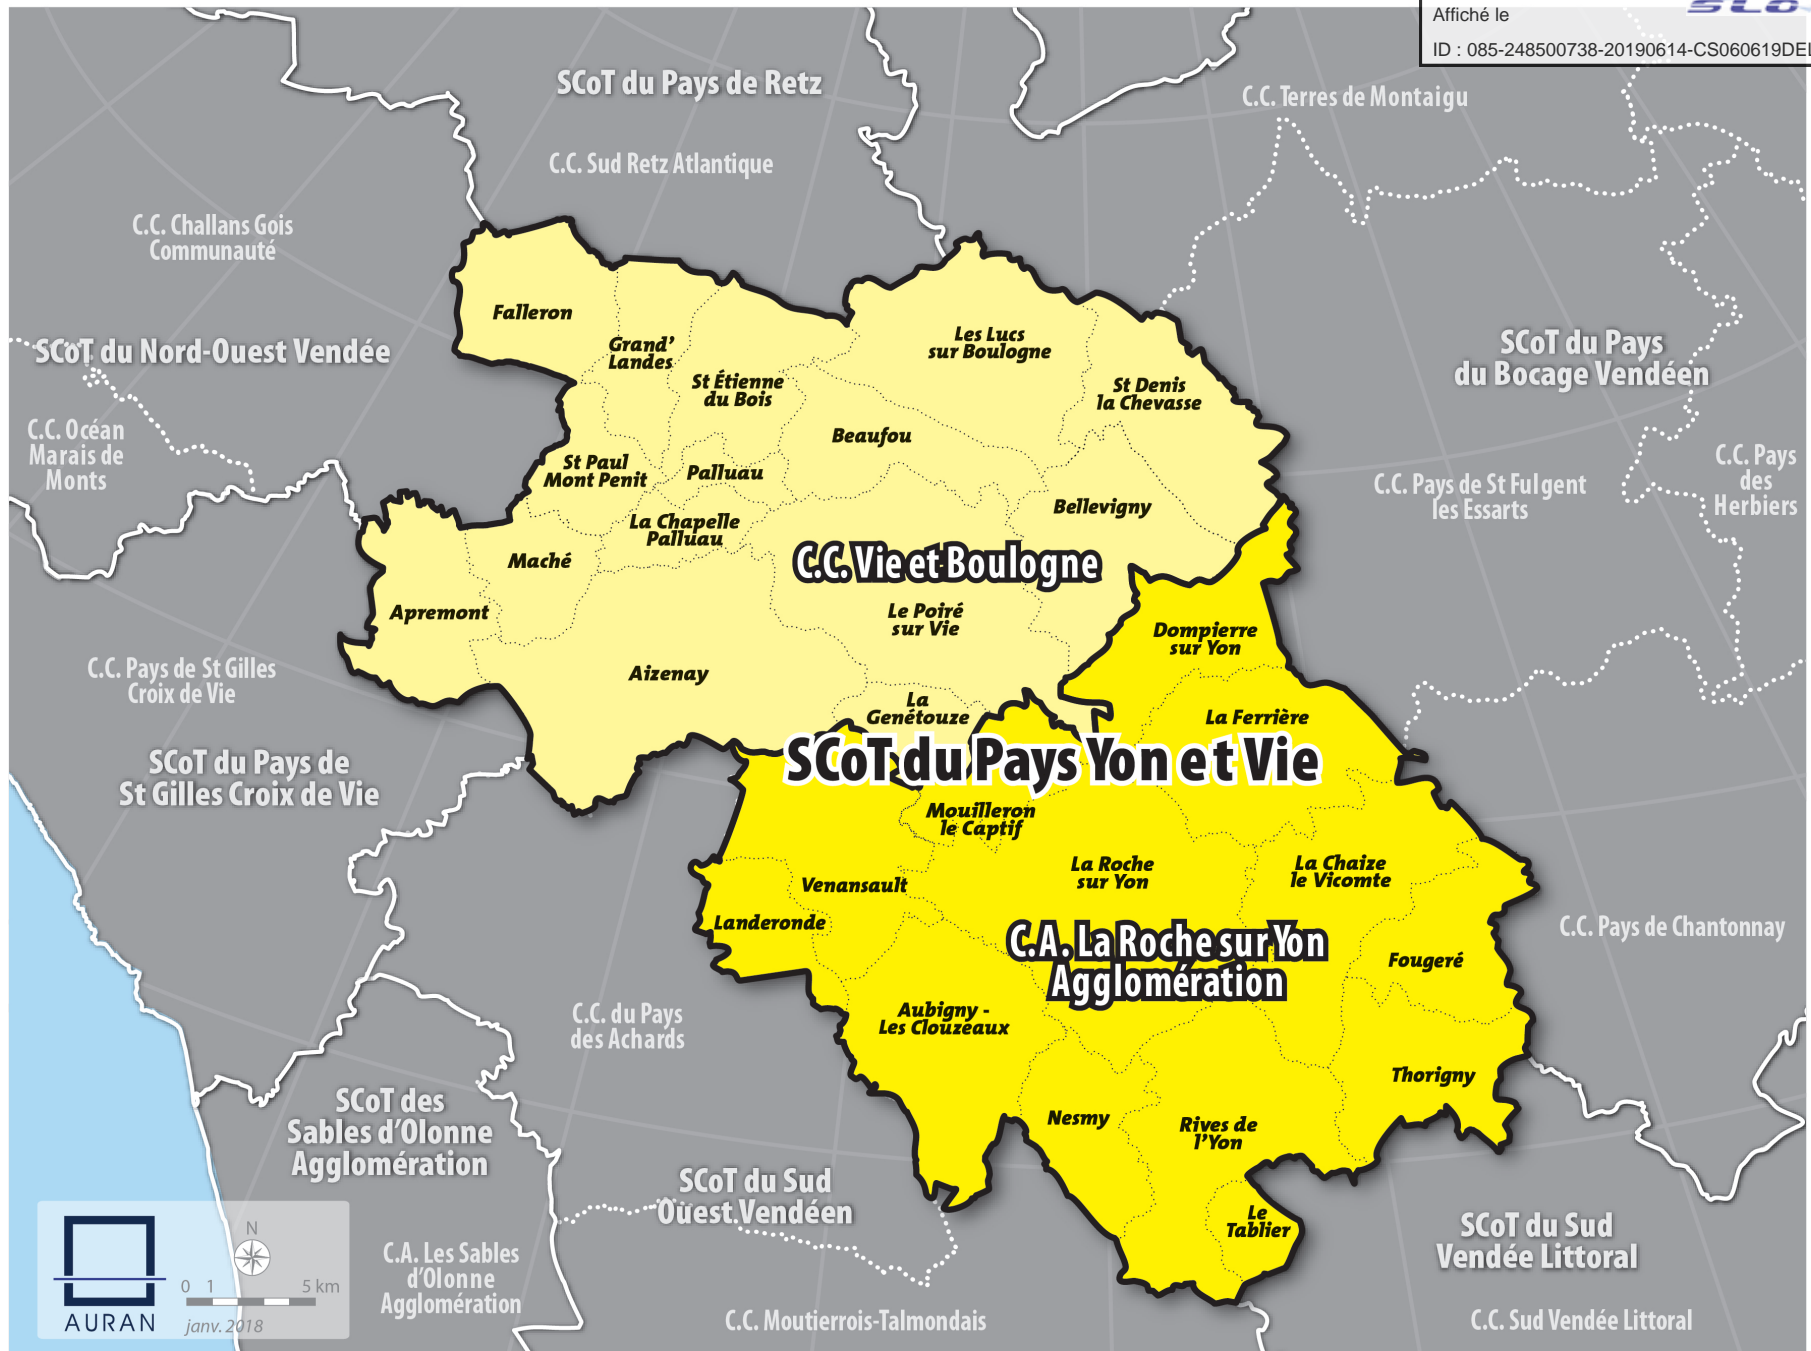 Affiché le
SLO
ID : 085-248500738-20190614-CS060619DEL
SCoT du Pays de Retz
C.C. Terres de Montaigu
C.C. Sud Retz Atlantique
C.C. Challans Gois
Communauté
Falleron
SCoT du Nord-Ouest Vendée
Grand'
Landes
Les Lucs
sur Boulogne
SCoT du Pays
du Bocage Vendéen
St Étienne
du Bois
St Denis
la Chevasse
C.C. Océan
Marais de
Monts
Beaufou
St Paul
Mont Penit
Palluau
C.C. Pays de St Fulgent
les Essarts
C.C. Pays
des
Herbiers
Bellevigny
La Chapelle
Palluau
Maché
C.C. Vie et Boulogne
Apremont
Le Poiré
sur Vie
Dompierre
sur Yon
C.C. Pays de St Gilles
Croix de Vie
Aizenay
La
Genétouze
La Ferrière
SCoT du Pays Yon et Vie
SCoT du Pays de
St Gilles Croix de Vie
Mouilleron
le Captif
La Roche
sur Yon
La Chaize
le Vicomte
Venansault
Landeronde
C.A. La Roche sur Yon
Agglomération
C.C. Pays de Chantonnay
Fougeré
C.C. du Pays
des Achards
Aubigny -
Les Clouzeaux
Thorigny
SCoT des
Sables d'Olonne
Agglomération
Nesmy
Rives de
l'Yon
SCoT du Sud
Ouest Vendéen
Le
Tablier
SCoT du Sud
Vendée Littoral
C.A. Les Sables
d'Olonne
Agglomération
C.C. Moutierrois-Talmondais
C.C. Sud Vendée Littoral
N
0 1 5 km
AURAN
janv. 2018